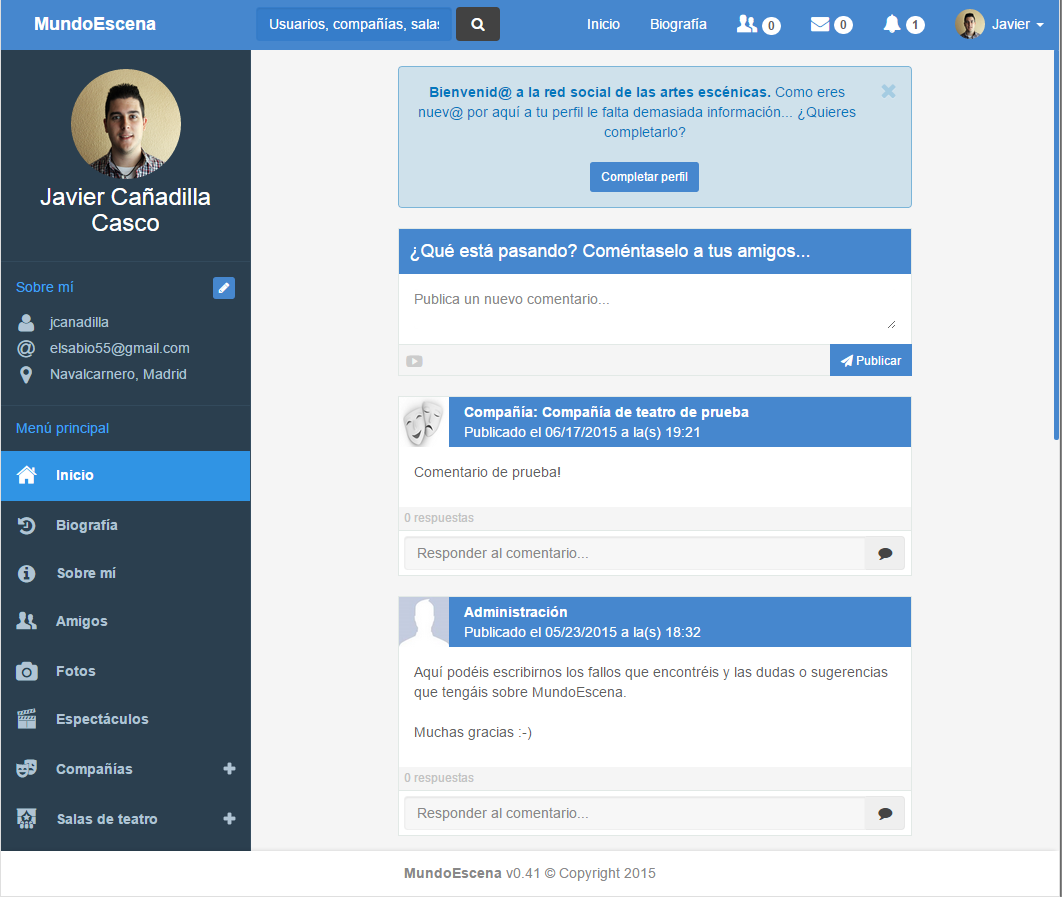 MundoEscena
Usuarios, compañías, salas
Inicio
Biografía
0
0
1
Javier
Javier Cañadilla
Casco
Sobre mí
jcanadilla
@ elsabio55@gmail.com
Navalcarnero, Madrid
Menú principal
Inicio
Biografía
Sobre mí
Amigos
Fotos
Espectáculos
Compañías
Salas de teatro
Bienvenid@ a la red social de las artes escénicas. Como eres
nuev@ por aquí a tu perfil le falta demasiada información... ¿Quieres
completarlo?
Completar perfil
¿Qué está pasando? Coméntaselo a tus amigos...
Publica un nuevo comentario...
Publicar
Compañía: Compañía de teatro de prueba
Publicado el 06/17/2015 a la(s) 19:21
Comentario de prueba!
0 respuestas
Responder al comentario...
Administración
Publicado el 05/23/2015 a la(s) 18:32
Aquí podéis escribirnos los fallos que encontréis y las dudas o sugerencias
que tengáis sobre MundoEscena.
Muchas gracias :-)
0 respuestas
Responder al comentario...
MundoEscena v0.41 © Copyright 2015